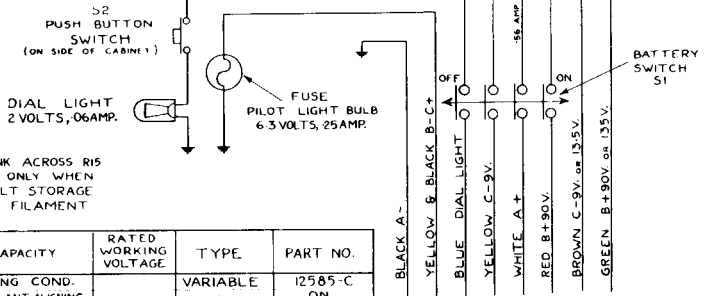 S2
PUSH BUTTON
SWITCH
(ON SIDE OF CABINET)
DIAL LIGHT
2 VOLTS, .06AMP.
FUSE
PILOT LIGHT BULB
6.3 VOLTS, .25 AMP.
.56 AMP
OFF
ON
BATTERY
SWITCH
S1
NK ACROSS R15
ONLY WHEN
LT STORAGE
FILAMENT
BLACK A-
YELLOW & BLACK B-C+
BLUE DIAL LIGHT
YELLOW C-9V.
WHITE A+
RED B+90V.
BROWN C-9V. OR 13.5V.
GREEN B+90V. OR 135V.
APACITY
RATED
WORKING
VOLTAGE
TYPE
PART NO.
NG COND.
VARIABLE
12585-C
ANT. ALIGNING
ON